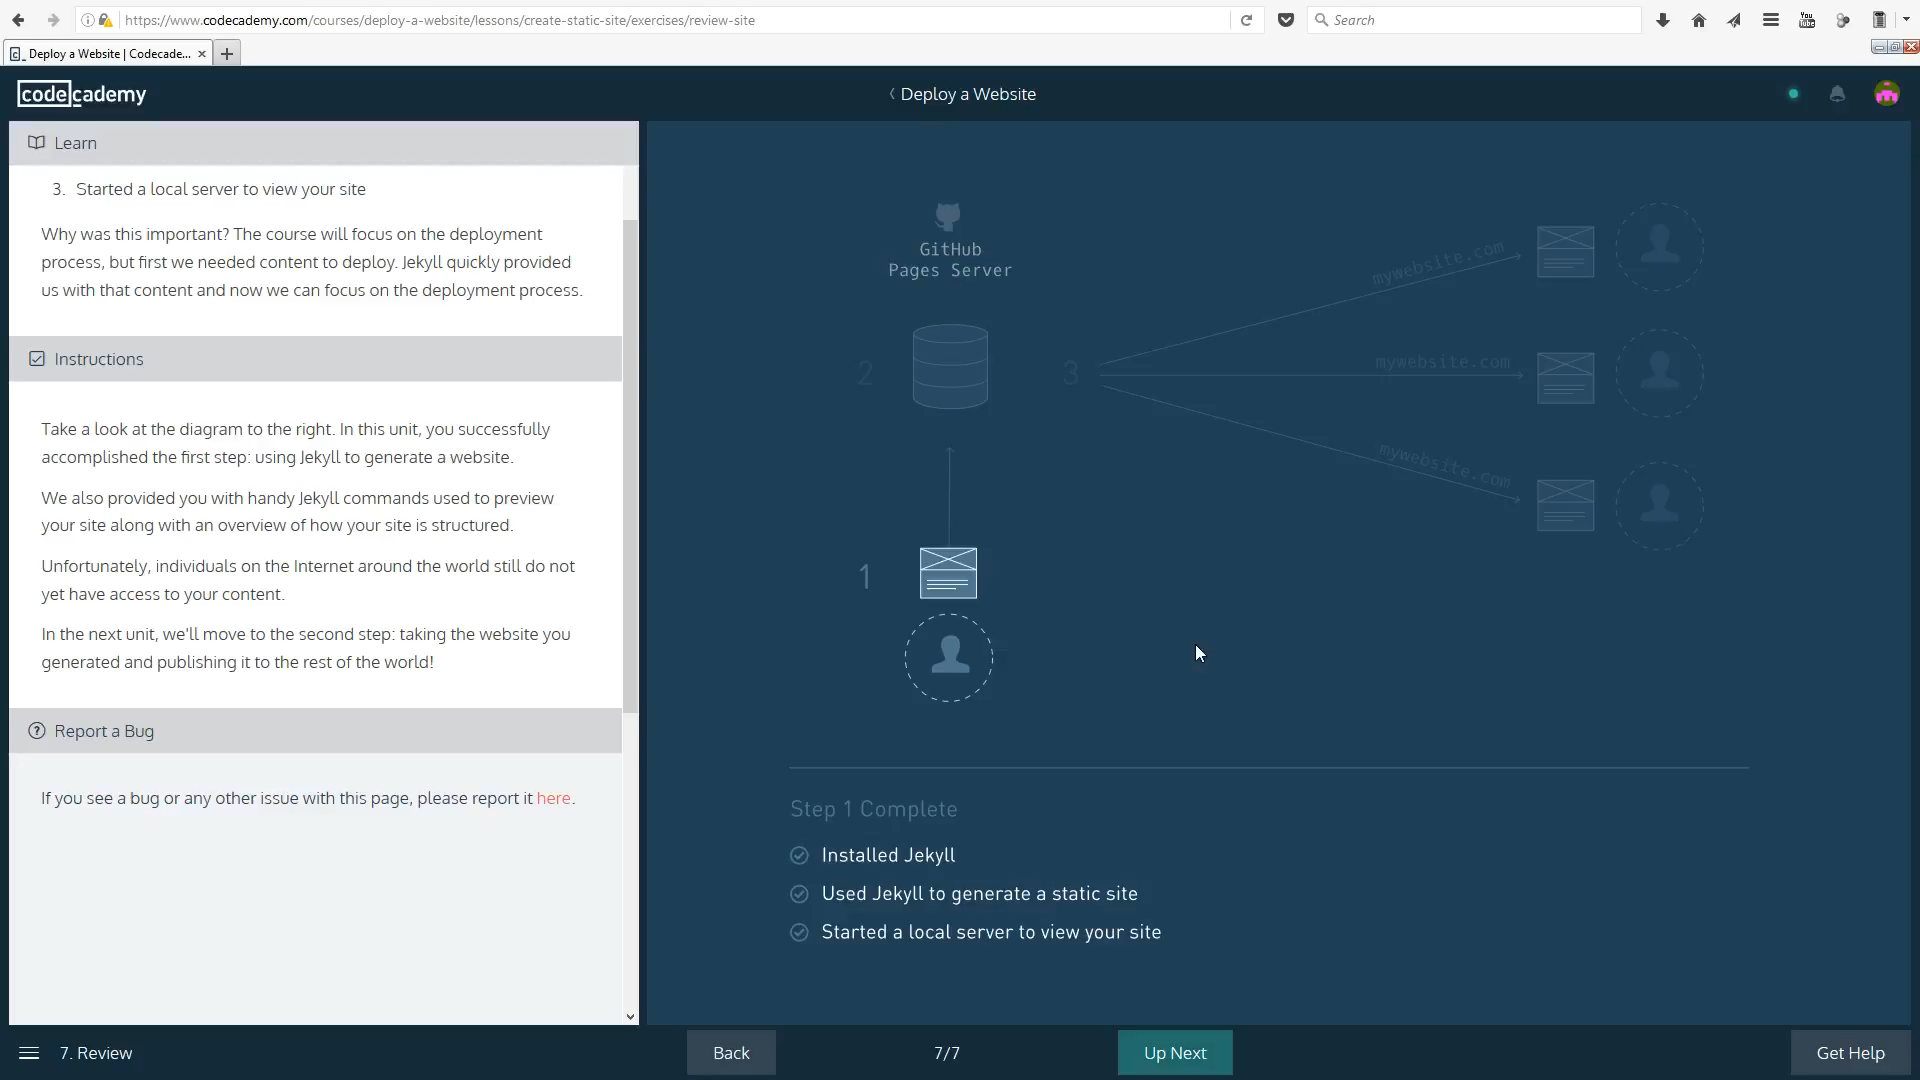 https://www.codecademy.com/courses/deploy-a-website/lessons/create-static-site/exercises/review-site
Search
You
Tube
Deploy a Website | Codecade...
codecademy
Deploy a Website
Learn
3. Started a local server to view your site
Why was this important? The course will focus on the deployment
process, but first we needed content to deploy. Jekyll quickly provided
us with that content and now we can focus on the deployment process.
Instructions
Take a look at the diagram to the right. In this unit, you successfully
accomplished the first step: using Jekyll to generate a website.
We also provided you with handy Jekyll commands used to preview
your site along with an overview of how your site is structured.
Unfortunately, individuals on the Internet around the world still do not
yet have access to your content.
In the next unit, we'll move to the second step: taking the website you
generated and publishing it to the rest of the world!
Report a Bug
If you see a bug or any other issue with this page, please report it here.
GitHub
Pages Server
mywebsite.com
2
3
mywebsite.com
mywebsite.com
1
Step 1 Complete
Installed Jekyll
Used Jekyll to generate a static site
Started a local server to view your site
7. Review
Back
7/7
Up Next
Get Help